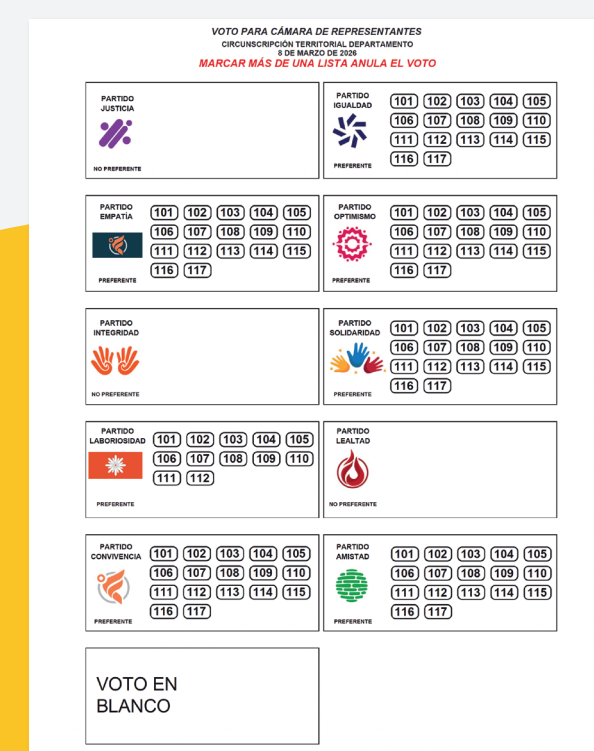 VOTO PARA CÁMARA DE REPRESENTANTES
CIRCUNSCRIPCIÓN TERRITORIAL DEPARTAMENTO
8 DE MARZO DE 2026
MARCAR MÁS DE UNA LISTA ANULA EL VOTO
PARTIDO
JUSTICIA
NO PREFERENTE
PARTIDO
IGUALDAD
101 102 103 104 105
106 107 108 109 110
111 112 113 114 115
116 117
PREFERENTE
PARTIDO
EMPATÍA
101 102 103 104 105
106 107 108 109 110
111 112 113 114 115
116 117
PREFERENTE
PARTIDO
OPTIMISMO
101 102 103 104 105
106 107 108 109 110
111 112 113 114 115
116 117
PREFERENTE
PARTIDO
INTEGRIDAD
NO PREFERENTE
PARTIDO
SOLIDARIDAD
101 102 103 104 105
106 107 108 109 110
111 112 113 114 115
116 117
PREFERENTE
PARTIDO
LABORIOSIDAD
101 102 103 104 105
106 107 108 109 110
111 112
PREFERENTE
PARTIDO
LEALTAD
NO PREFERENTE
PARTIDO
CONVIVENCIA
101 102 103 104 105
106 107 108 109 110
111 112 113 114 115
116 117
PREFERENTE
PARTIDO
AMISTAD
101 102 103 104 105
106 107 108 109 110
111 112 113 114 115
116 117
PREFERENTE
VOTO EN
BLANCO